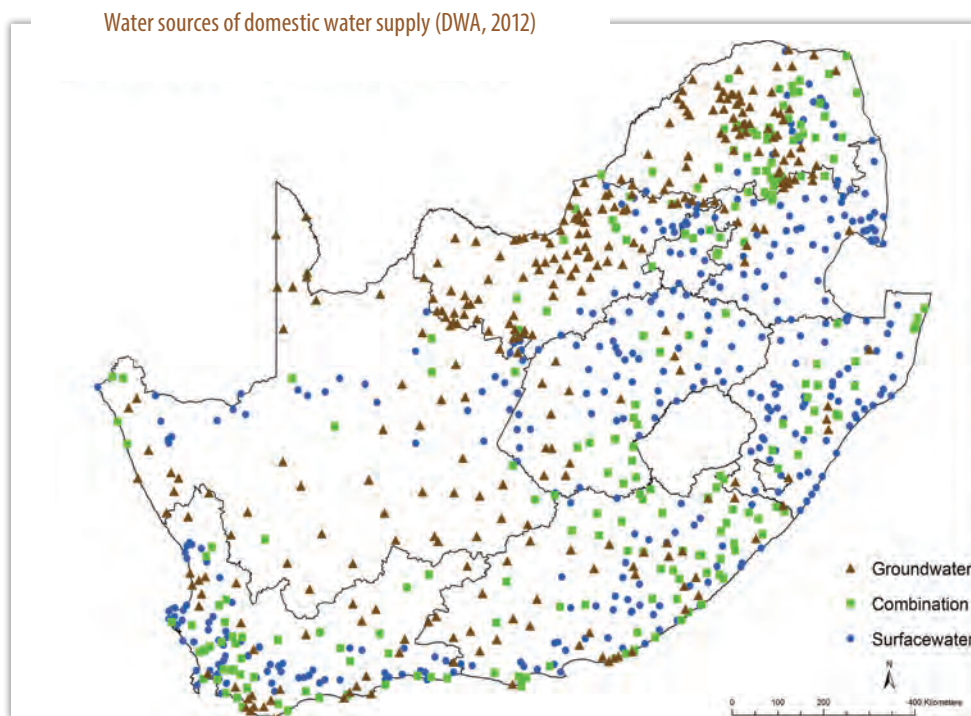 Water sources of domestic water supply (DWA, 2012)
Groundwater
Combination
Surfacewater
N
0 100 200 400 Kilometers